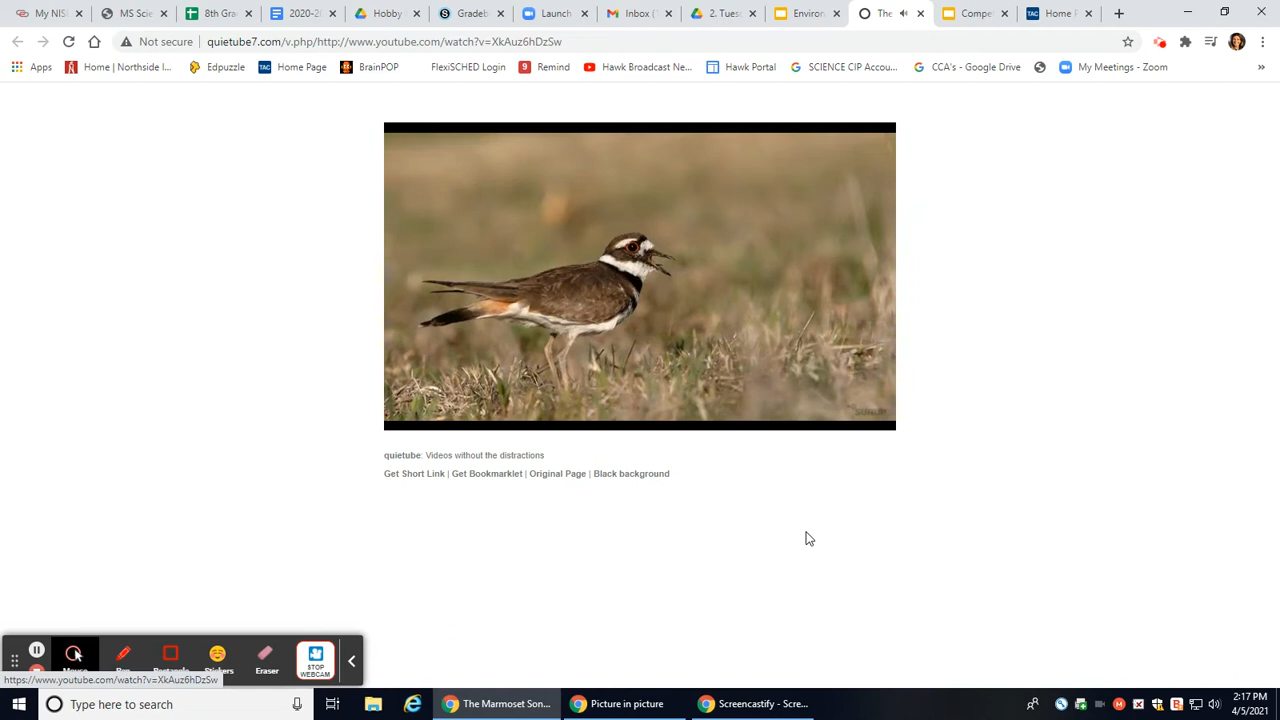 My NIS MS Scie 8th Gra 2020-2 Hobby Gradeb Launch Inbox (1 2. Tuesd Environ The Compe Home P
Not secure quietube7.com/v.php/http://www.youtube.com/watch?v=XkAuz6hDzSw
Apps Home | Northside I... Edpuzzle TAC Home Page BrainPOP FlexiSCHED Login 9 Remind Hawk Broadcast Ne... Hawk Portal SCIENCE CIP Accou... CCA's - Google Drive My Meetings - Zoom »
quietube: Videos without the distractions
Get Short Link | Get Bookmarklet | Original Page | Black background
Mouse Pen Rectangle Stickers Eraser STOP WEBCAM
https://www.youtube.com/watch?v=XkAuz6hDzSw
Type here to search The Marmoset Son... Picture in picture Screencastify - Scre... 2:17 PM
4/5/2021